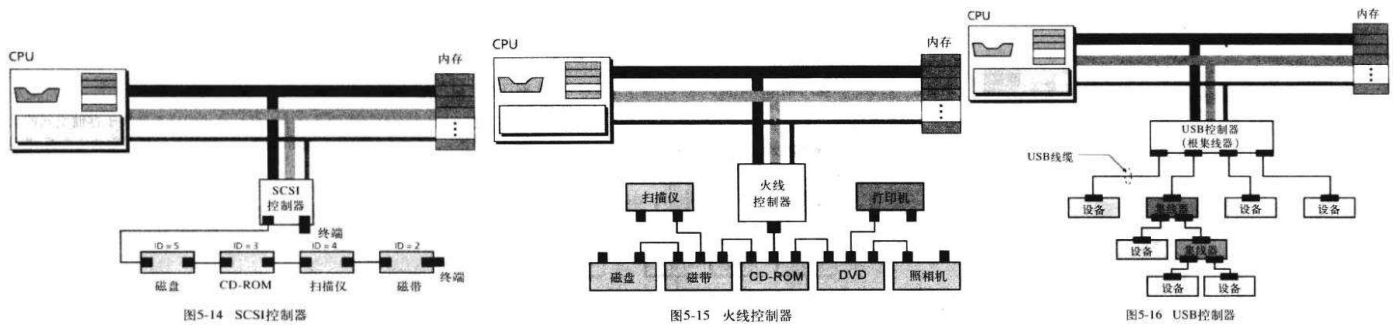 CPU
内存
SCSI
控制器
终端
ID = 5
ID = 3
ID = 4
ID = 2
终端
磁盘
CD-ROM
扫描仪
磁带
图5-14 SCSI控制器
CPU
内存
火线
控制器
扫描仪
打印机
磁盘
磁带
CD-ROM
DVD
照相机
图5-15 火线控制器
CPU
内存
USB控制器
(根集线器)
USB线缆
设备
集线器
设备
设备
设备
集线器
设备
设备
图5-16 USB控制器